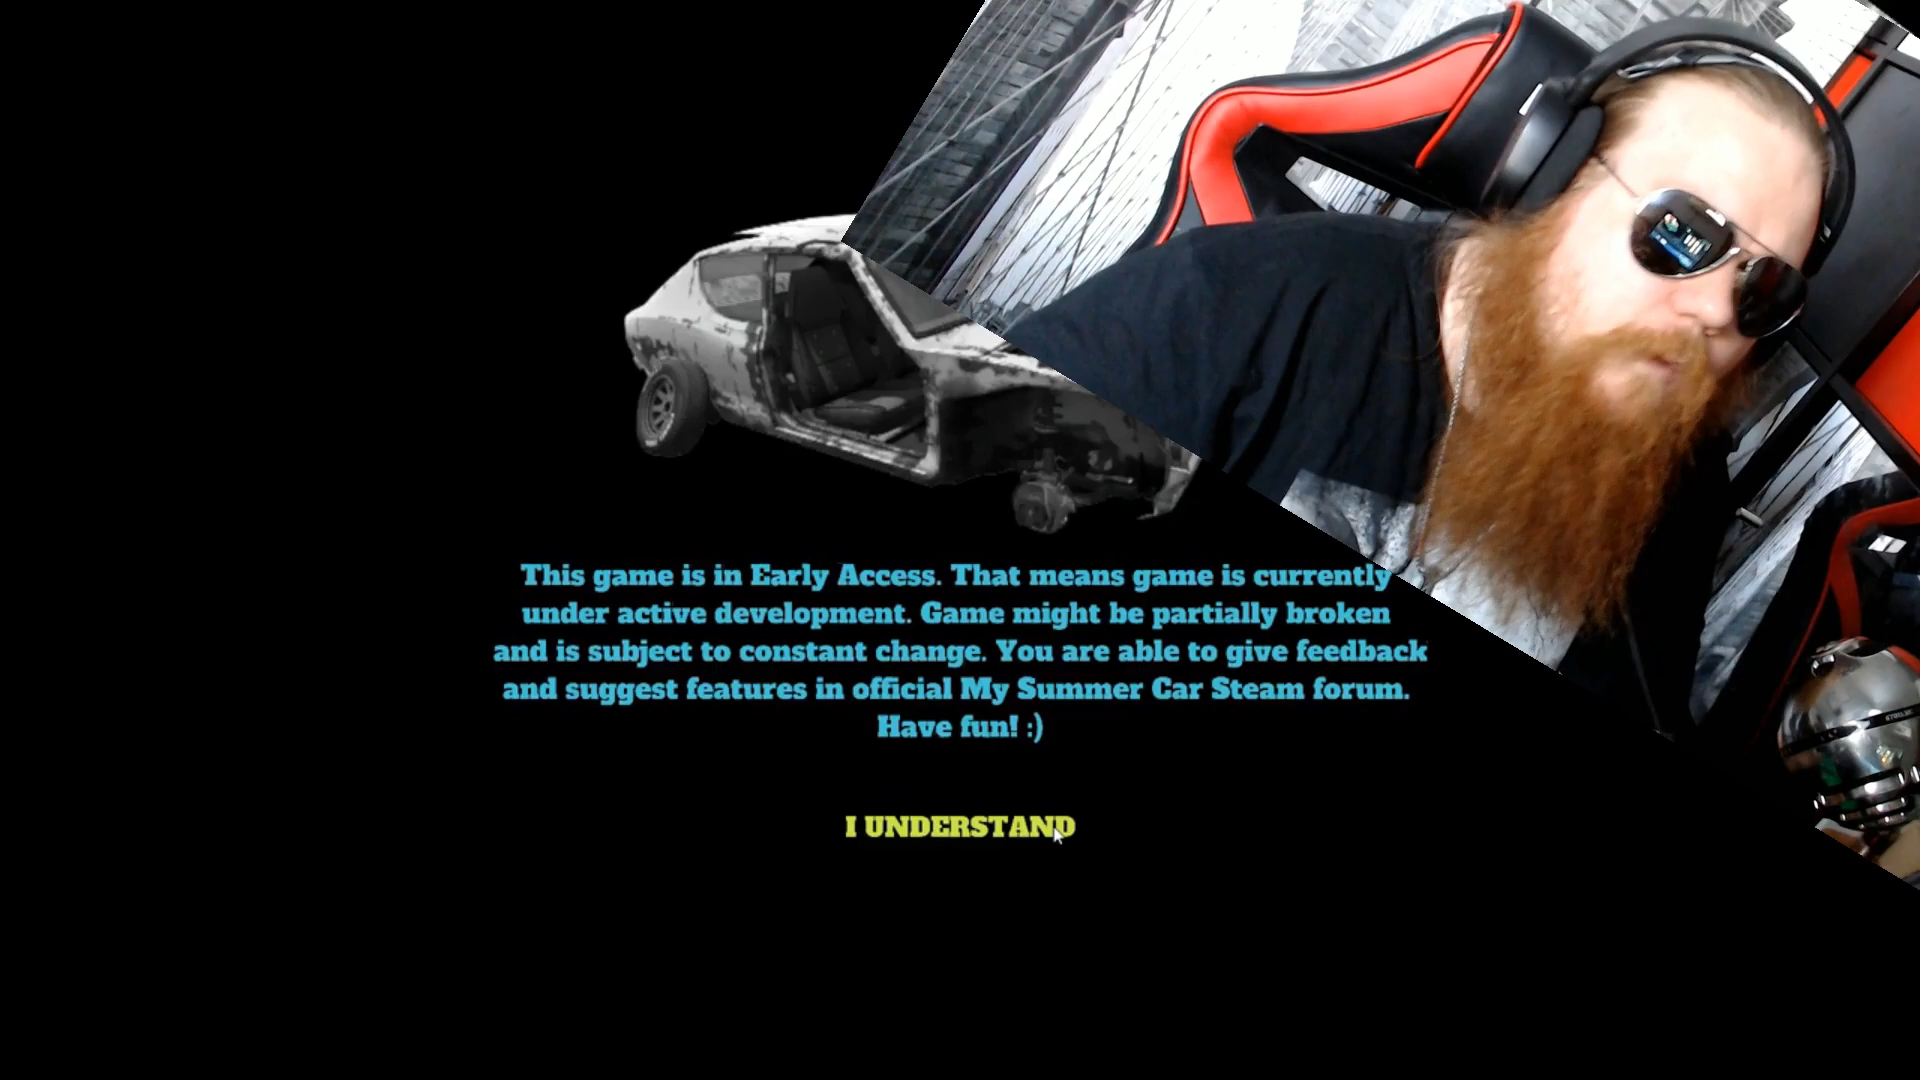 This game is in Early Access. That means game is currently
under active development. Game might be partially broken
and is subject to constant change. You are able to give feedback
and suggest features in official My Summer Car Steam forum.
Have fun! :)
I UNDERSTAND